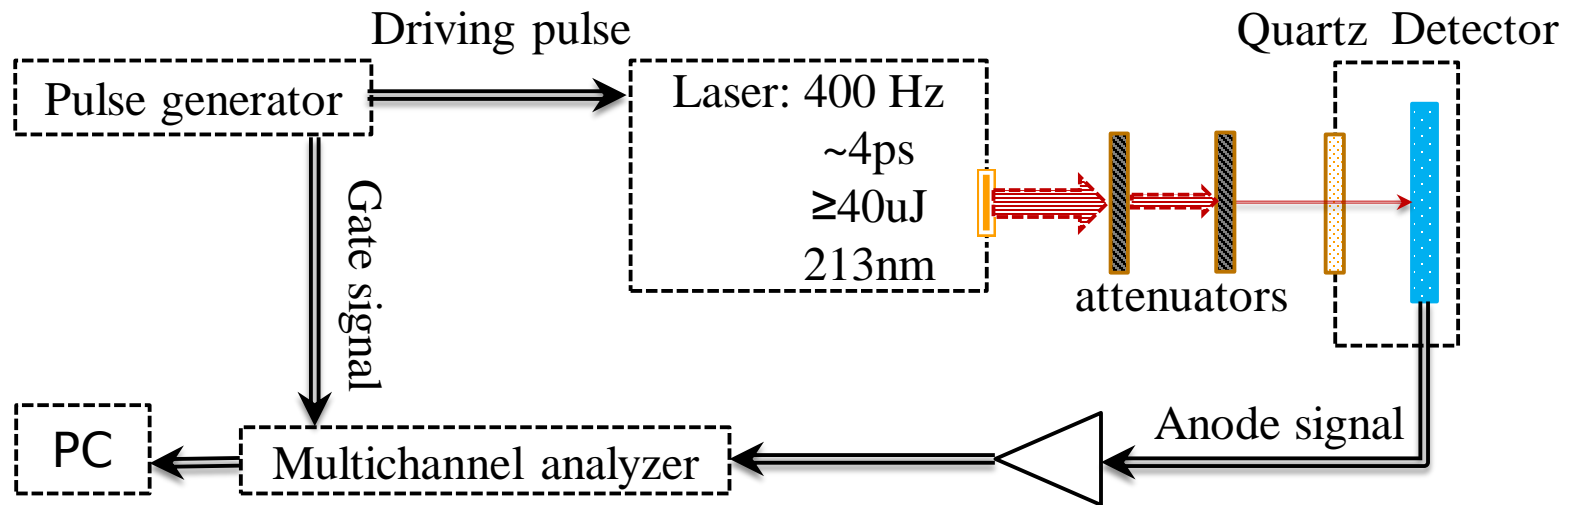 Driving pulse
Quartz Detector
Pulse generator
Laser: 400 Hz
~4ps
≥40uJ
213nm
attenuators
Gate signal
Anode signal
PC
Multichannel analyzer